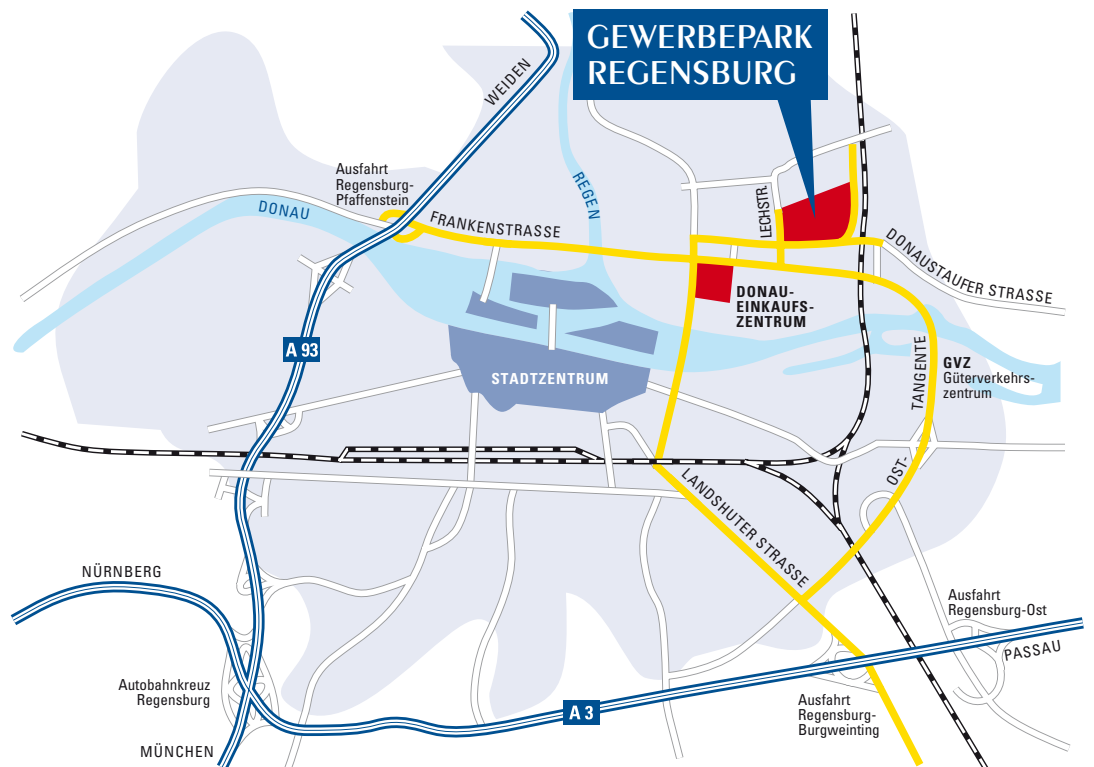 GEWERBEPARK
REGENSBURG
WEIDEN
Ausfahrt
Regensburg-
Pfaffenstein
DONAU
FRANKENSTRASSE
REGEN
LECHSTR.
DONAUSTAUFER STRASSE
DONAU-
EINKAUFS-
ZENTRUM
A 93
STADTZENTRUM
GVZ
Güterverkehrs-
zentrum
OST-
TANGENTE
LANDSHUTER STRASSE
NÜRNBERG
Ausfahrt
Regensburg-Ost
PASSAU
Autobahnkreuz
Regensburg
A 3
Ausfahrt
Regensburg-
Burgweinting
MÜNCHEN